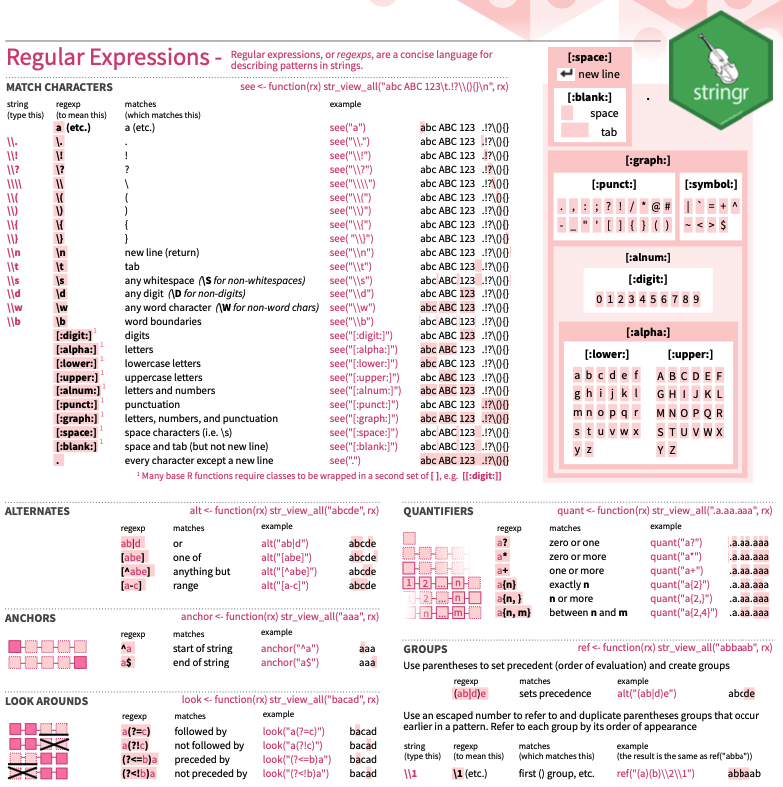 Regular Expressions - Regular expressions, or regexps, are a concise language for
describing patterns in strings.
MATCH CHARACTERS see <- function(rx) str_view_all("abc ABC 123\t.!?\\(){}\n", rx)
string regexp matches example
(type this) (to mean this) (which matches this)
a (etc.) a (etc.) see("a") abc ABC 123 .!?\(){}
\\. \. . see("\\.") abc ABC 123 .!?\(){}
\\! \! ! see("\\!") abc ABC 123 .!?\(){}
\\? \? ? see("\\?") abc ABC 123 .!?\(){}
\\\\ \\ \ see("\\\\") abc ABC 123 .!?\(){}
\\( \( ( see("\\(") abc ABC 123 .!?\(){}
\\) \) ) see("\\)") abc ABC 123 .!?\(){}
\\{ \{ { see("\\{") abc ABC 123 .!?\(){}
\\} \} } see( "\\}") abc ABC 123 .!?\(){}
\\n \n new line (return) see("\\n") abc ABC 123 .!?\(){}
\\t \t tab see("\\t") abc ABC 123 .!?\(){}
\\s \s any whitespace (\S for non-whitespaces) see("\\s") abc ABC 123 .!?\(){}
\\d \d any digit (\D for non-digits) see("\\d") abc ABC 123 .!?\(){}
\\w \w any word character (\W for non-word chars) see("\\w") abc ABC 123 .!?\(){}
\\b \b word boundaries see("\\b") abc ABC 123 .!?\(){}
[:digit:] 1 digits see("[:digit:]") abc ABC 123 .!?\(){}
[:alpha:] 1 letters see("[:alpha:]") abc ABC 123 .!?\(){}
[:lower:] 1 lowercase letters see("[:lower:]") abc ABC 123 .!?\(){}
[:upper:] 1 uppercase letters see("[:upper:]") abc ABC 123 .!?\(){}
[:alnum:] 1 letters and numbers see("[:alnum:]") abc ABC 123 .!?\(){}
[:punct:] 1 punctuation see("[:punct:]") abc ABC 123 .!?\(){}
[:graph:] 1 letters, numbers, and punctuation see("[:graph:]") abc ABC 123 .!?\(){}
[:space:] 1 space characters (i.e. \s) see("[:space:]") abc ABC 123 .!?\(){}
[:blank:] 1 space and tab (but not new line) see("[:blank:]") abc ABC 123 .!?\(){}
. every character except a new line see(".") abc ABC 123 .!?\(){}
1 Many base R functions require classes to be wrapped in a second set of [ ], e.g. [[:digit:]]
[:space:]
new line
[:blank:]
space
tab
.
stringr
[:graph:]
[:punct:] [:symbol:]
. , : ; ? ! / * @ # | ` = + ^
- _ " ' [ ] { } ( ) ~ < > $
[:alnum:]
[:digit:]
0 1 2 3 4 5 6 7 8 9
[:alpha:]
[:lower:] [:upper:]
a b c d e f A B C D E F
g h i j k l G H I J K L
m n o p q r M N O P Q R
s t u v w x S T U V W X
y z Y Z
ALTERNATES alt <- function(rx) str_view_all("abcde", rx)
regexp matches example
ab|d or alt("ab|d") abcde
[abe] one of alt("[abe]") abcde
[^abe] anything but alt("[^abe]") abcde
[a-c] range alt("[a-c]") abcde
ANCHORS anchor <- function(rx) str_view_all("aaa", rx)
regexp matches example
^a start of string anchor("^a") aaa
a$ end of string anchor("a$") aaa
LOOK AROUNDS look <- function(rx) str_view_all("bacad", rx)
regexp matches example
a(?=c) followed by look("a(?=c)") bacad
a(?!c) not followed by look("a(?!c)") bacad
(?<=b)a preceded by look("(?<=b)a") bacad
(?<!b)a not preceded by look("(?<!b)a") bacad
QUANTIFIERS quant <- function(rx) str_view_all(".a.aa.aaa", rx)
regexp matches example
a? zero or one quant("a?") .a.aa.aaa
a* zero or more quant("a*") .a.aa.aaa
a+ one or more quant("a+") .a.aa.aaa
1 2 ... n a{n} exactly n quant("a{2}") .a.aa.aaa
2 ... n a{n, } n or more quant("a{2,}") .a.aa.aaa
n ... m a{n, m} between n and m quant("a{2,4}") .a.aa.aaa
GROUPS ref <- function(rx) str_view_all("abbaab", rx)
Use parentheses to set precedent (order of evaluation) and create groups
regexp matches example
(ab|d)e sets precedence alt("(ab|d)e") abcde
Use an escaped number to refer to and duplicate parentheses groups that occur
earlier in a pattern. Refer to each group by its order of appearance
string regexp matches example
(type this) (to mean this) (which matches this) (the result is the same as ref("abba"))
\\1 \1 (etc.) first () group, etc. ref("(a)(b)\\2\\1") abbaab